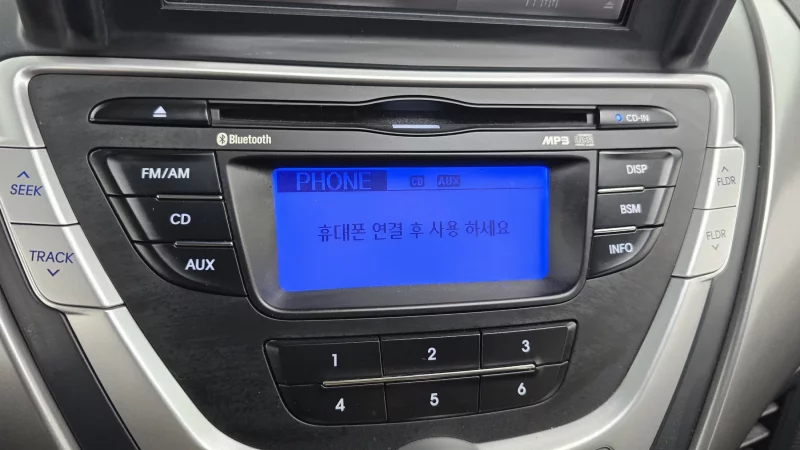 Bluetooth
MP3
CD-IN
FM/AM
CD
AUX
SEEK
TRACK
PHONE CD AUX
휴대폰 연결 후 사용 하세요
DISP
BSM
INFO
FLDR
FLDR
1 2 3
4 5 6